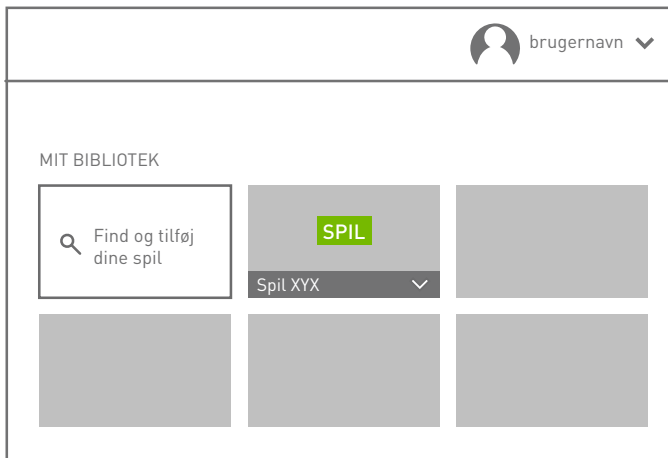 brugernavn
MIT BIBLIOTEK
Find og tilføj
dine spil
SPIL
Spil XYX